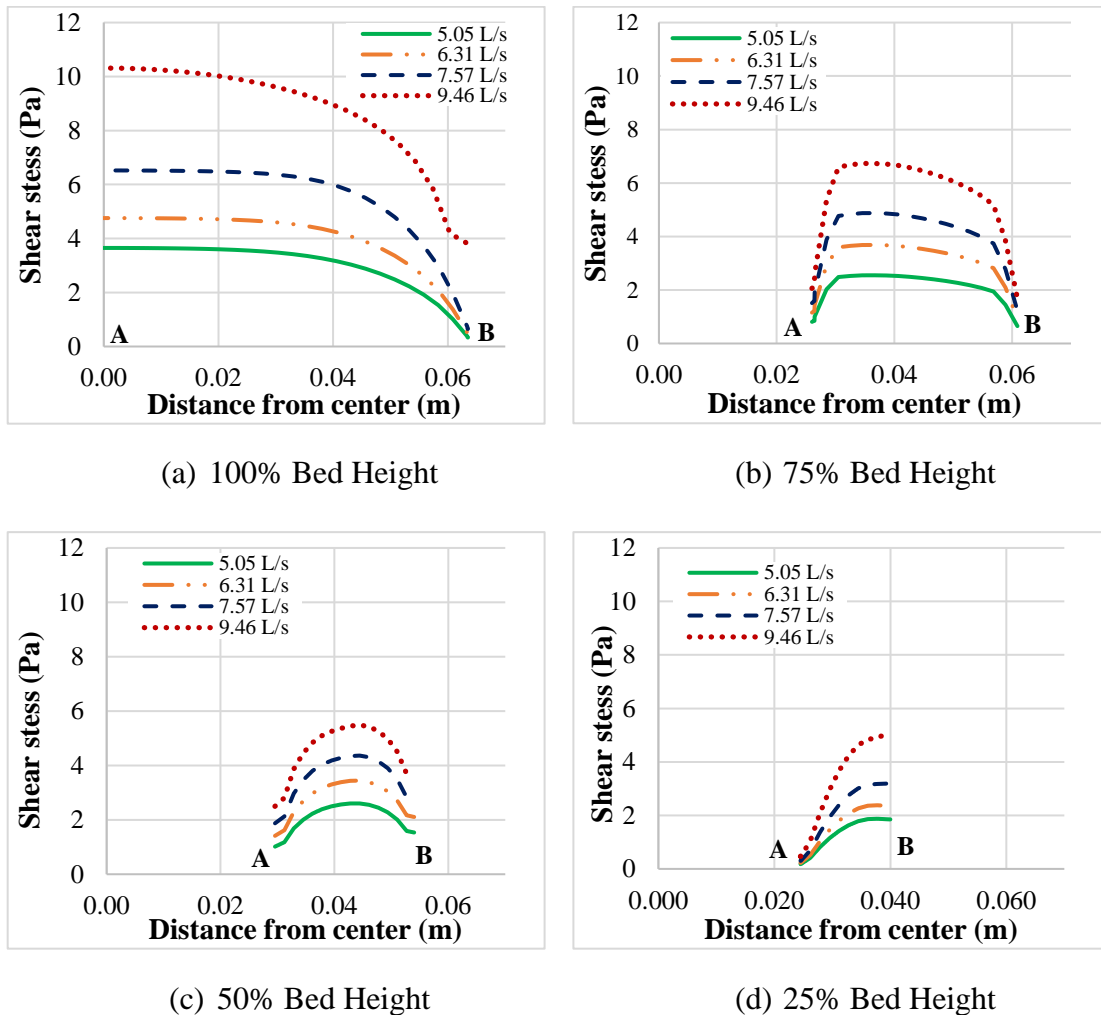 12
10
8
6
4
2
0
Shear stess (Pa)
5.05 L/s
6.31 L/s
7.57 L/s
9.46 L/s
A
B
0.00 0.02 0.04 0.06
Distance from center (m)
(a) 100% Bed Height
12
10
8
6
4
2
0
Shear stess (Pa)
5.05 L/s
6.31 L/s
7.57 L/s
9.46 L/s
A
B
0.00 0.02 0.04 0.06
Distance from center (m)
(b) 75% Bed Height
12
10
8
6
4
2
0
Shear stess (Pa)
5.05 L/s
6.31 L/s
7.57 L/s
9.46 L/s
A
B
0.00 0.02 0.04 0.06
Distance from center (m)
(c) 50% Bed Height
12
10
8
6
4
2
0
Shear stess (Pa)
5.05 L/s
6.31 L/s
7.57 L/s
9.46 L/s
A
B
0.000 0.020 0.040 0.060
Distance from center (m)
(d) 25% Bed Height